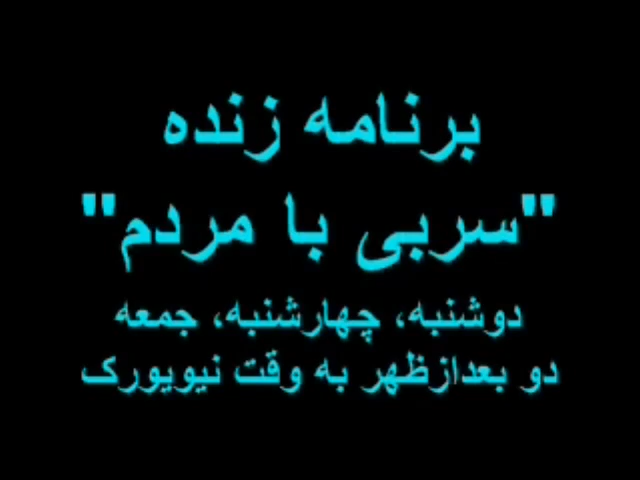 برنامه زنده
"سربی با مردم"
دوشنبه، چهارشنبه، جمعه
دو بعدازظهر به وقت نیویورک